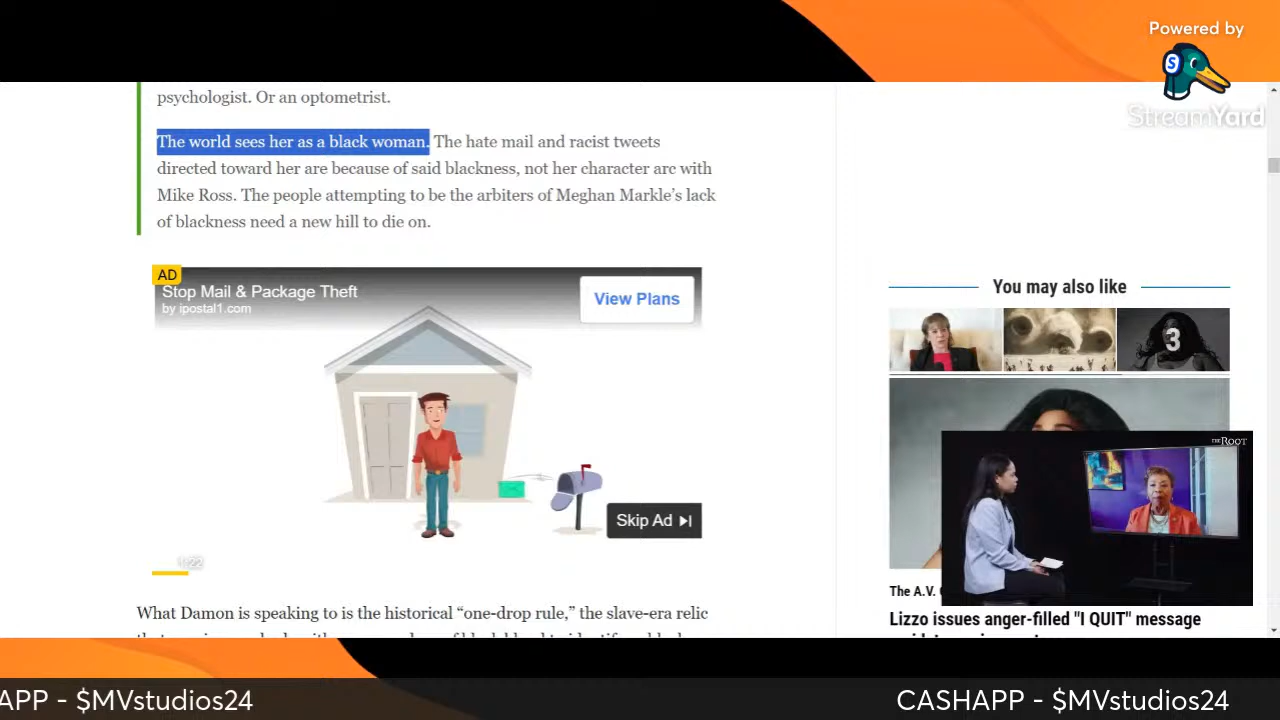 Powered by
S
StreamYard
psychologist. Or an optometrist.
The world sees her as a black woman. The hate mail and racist tweets
directed toward her are because of said blackness, not her character arc with
Mike Ross. The people attempting to be the arbiters of Meghan Markle’s lack
of blackness need a new hill to die on.
AD
Stop Mail & Package Theft
by ipostal1.com
View Plans
Skip Ad
1:22
What Damon is speaking to is the historical “one-drop rule,” the slave-era relic
You may also like
3
THE ROOT
The A.V.
Lizzo issues anger-filled "I QUIT" message
APP - $MVstudios24
CASHAPP - $MVstudios24